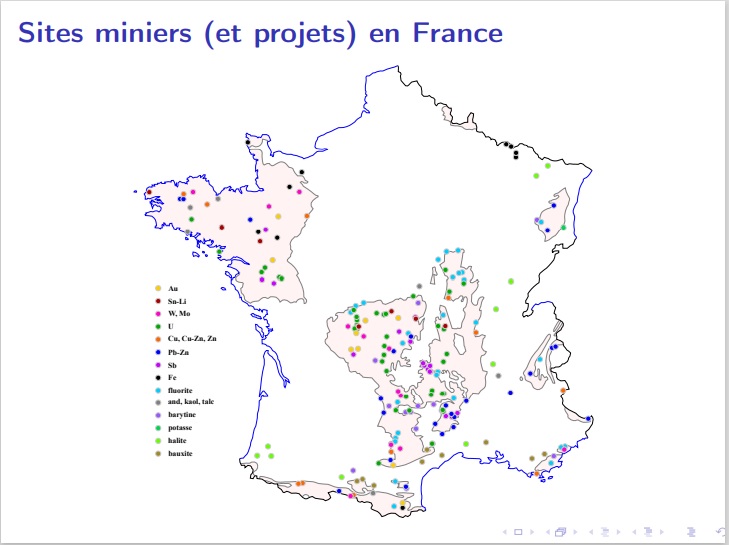 Sites miniers (et projets) en France
Au
Sn-Li
W, Mo
U
Cu, Cu-Zn, Zn
Pb-Zn
Sb
Fe
fluorite
and, kaol, talc
barytine
potasse
halite
bauxite